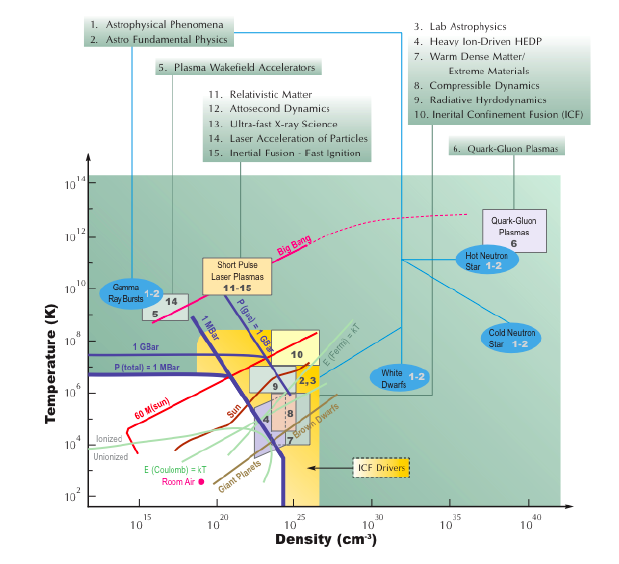 1. Astrophysical Phenomena
2. Astro Fundamental Physics
3. Lab Astrophysics
4. Heavy Ion-Driven HEDP
7. Warm Dense Matter/
Extreme Materials
8. Compressible Dynamics
9. Radiative Hyrdodynamics
10. Inerital Confinement Fusion (ICF)
5. Plasma Wakefield Accelerators
11. Relativistic Matter
12. Attosecond Dynamics
13. Ultra-fast X-ray Science
14. Laser Acceleration of Particles
15. Inertial Fusion - Fast Ignition
6. Quark-Gluon Plasmas
Temperature (K)
10^14
10^12
10^10
10^8
10^6
10^4
10^2
Quark-Gluon
Plasmas
6
Big Bang
Hot Neutron
Star 1-2
Short Pulse
Laser Plasmas
11-15
Gamma
Ray Bursts 1-2
14
5
P (gas) = 1 GBar
1 MBar
1 GBar
P (total) = 1 MBar
E (Fermi) = kT
Cold Neutron
Star 1-2
10
White
Dwarfs 1-2
2, 3
9
60 M(sun)
Sun
4
8
7
Brown Dwarfs
Ionized
Unionized
E (Coulomb) = kT
Room Air
Giant Planets
ICF Drivers
10^15
10^20
10^25
10^30
10^35
10^40
Density (cm^-3)